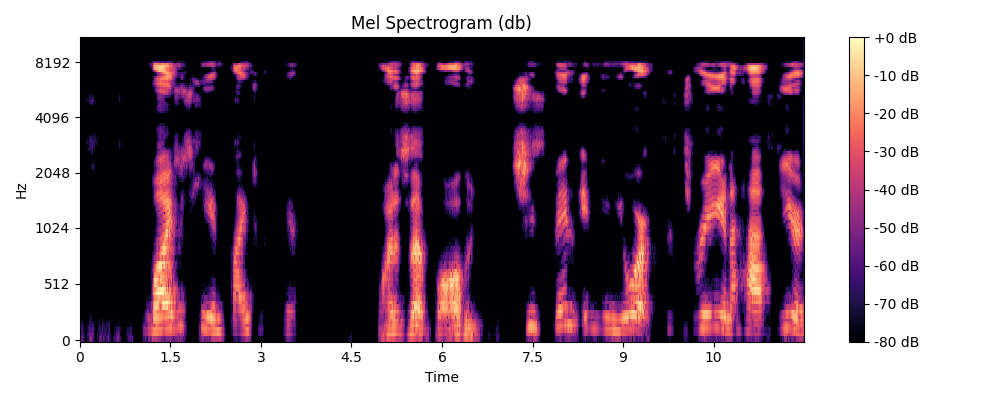 Mel Spectrogram (db)
8192
4096
2048
1024
512
0
Hz
0 1.5 3 4.5 6 7.5 9 10
Time
+0 dB
-10 dB
-20 dB
-30 dB
-40 dB
-50 dB
-60 dB
-70 dB
-80 dB